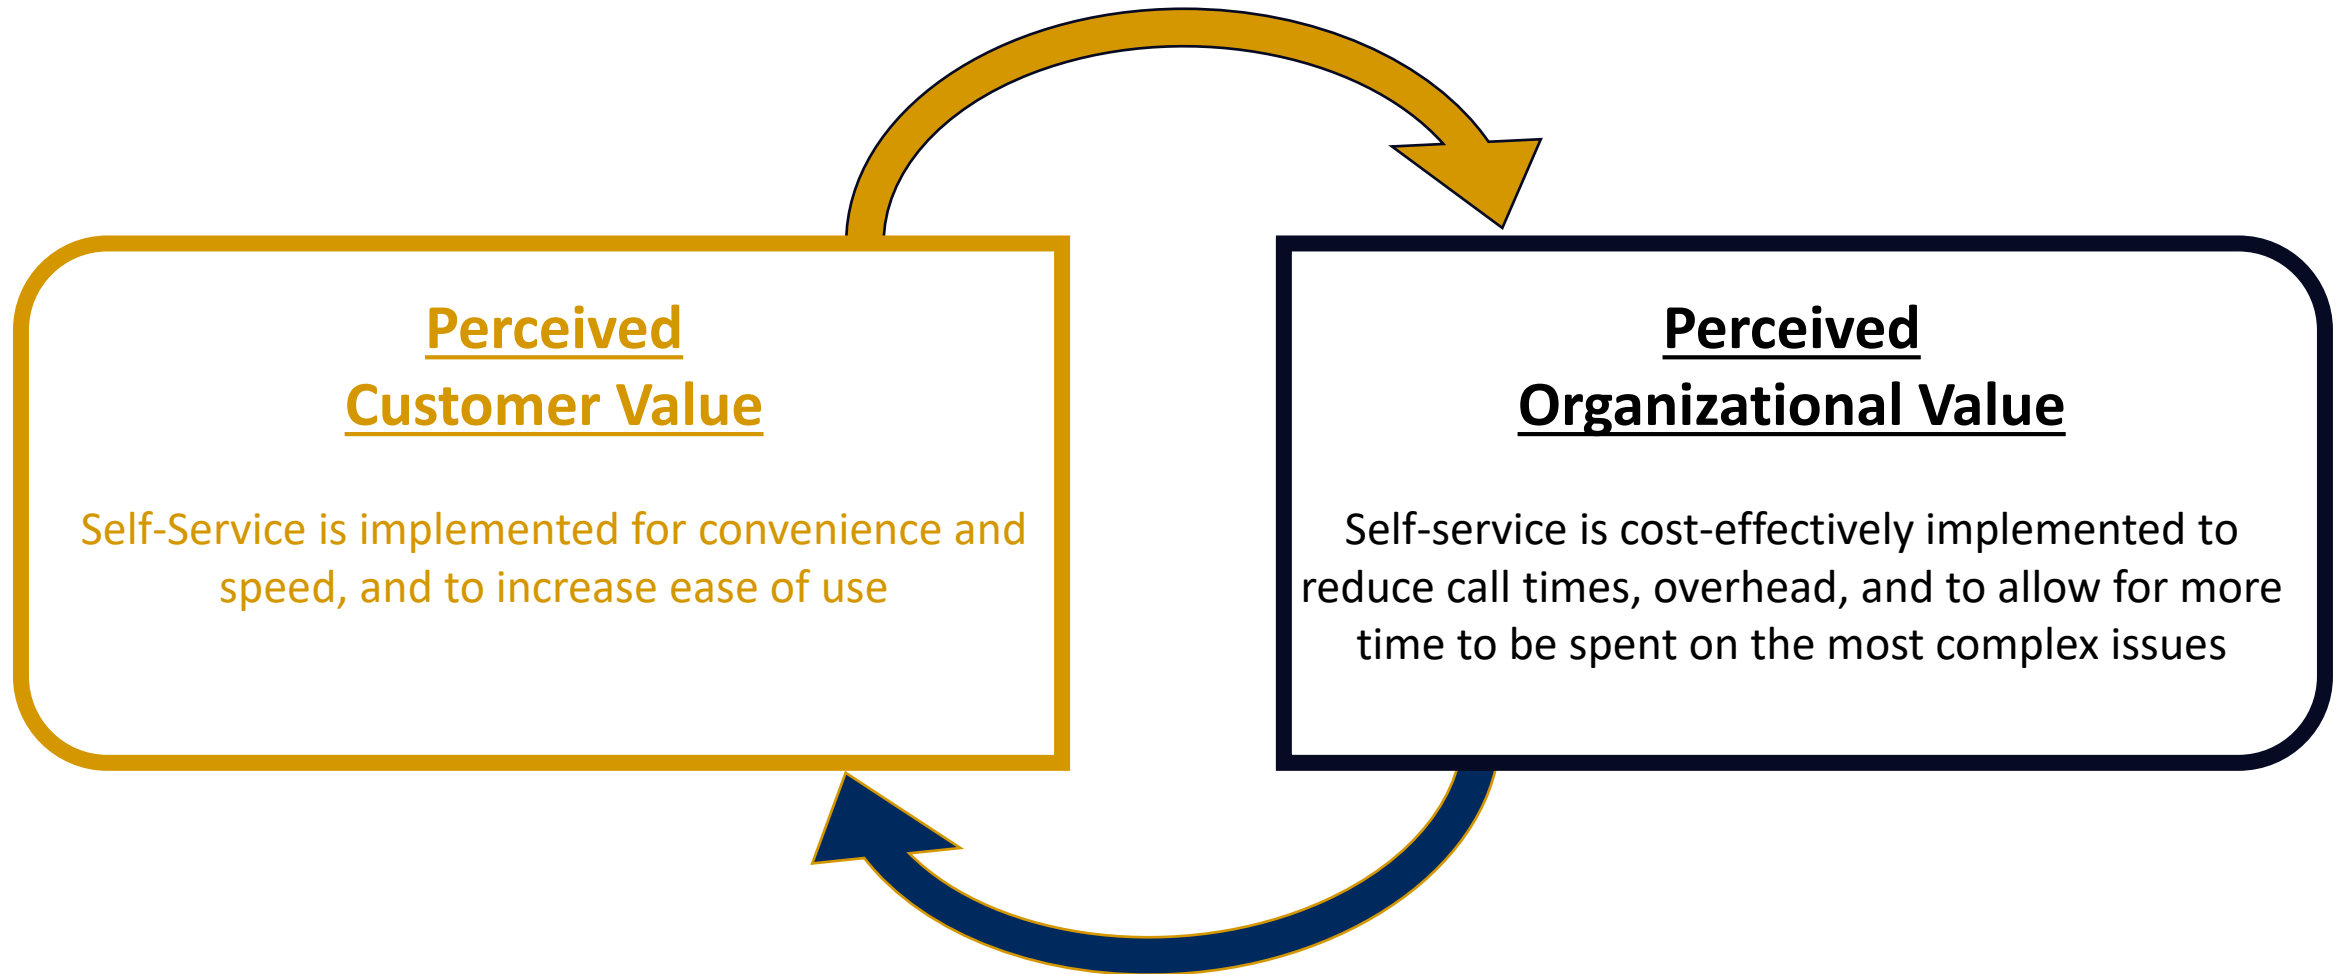 Perceived
Customer Value
Self-Service is implemented for convenience and
speed, and to increase ease of use
Perceived
Organizational Value
Self-service is cost-effectively implemented to
reduce call times, overhead, and to allow for more
time to be spent on the most complex issues